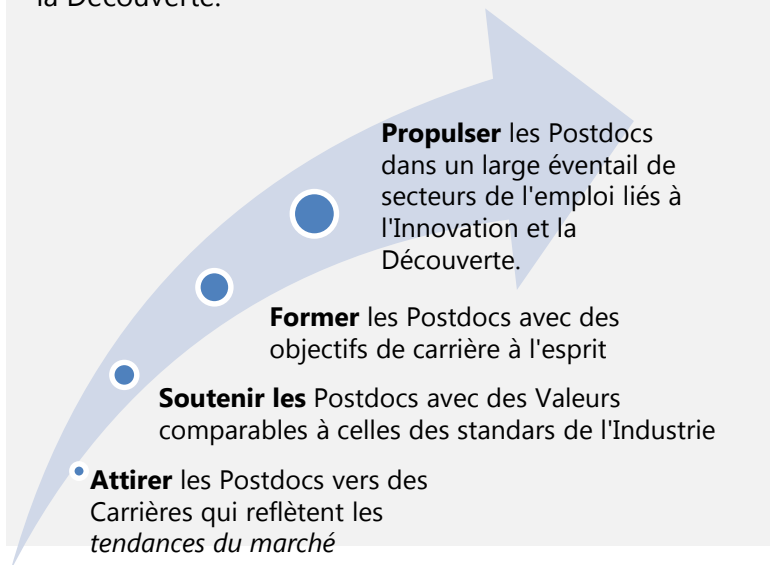 la Découverte.
Propulser les Postdocs
dans un large éventail de
secteurs de l'emploi liés à
l'Innovation et la
Découverte.
Former les Postdocs avec des
objectifs de carrière à l'esprit
Soutenir les Postdocs avec des Valeurs
comparables à celles des standars de l'Industrie
Attirer les Postdocs vers des
Carrières qui reflètent les
tendances du marché